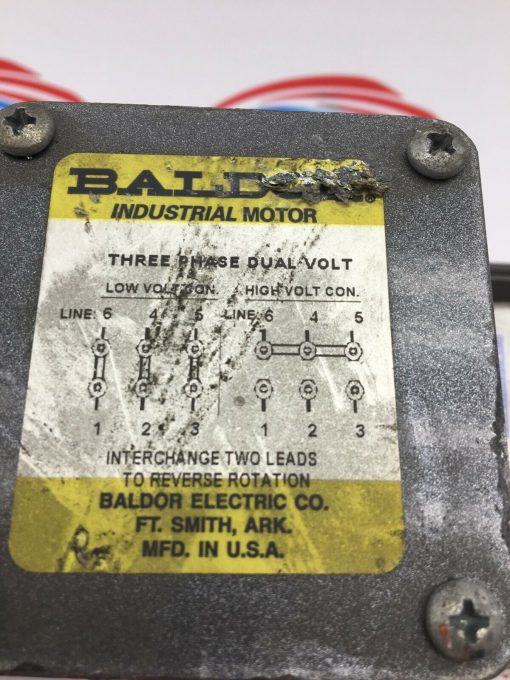 INDUSTRIAL MOTOR
THREE PHASE DUAL VOLT
LOW VOLT CON. HIGH VOLT CON.
LINE: 6 4 5 LINE: 6 4 5
1 2 3 1 2 3
INTERCHANGE TWO LEADS
TO REVERSE ROTATION
BALDOR ELECTRIC CO.
FT. SMITH, ARK.
MFD. IN U.S.A.